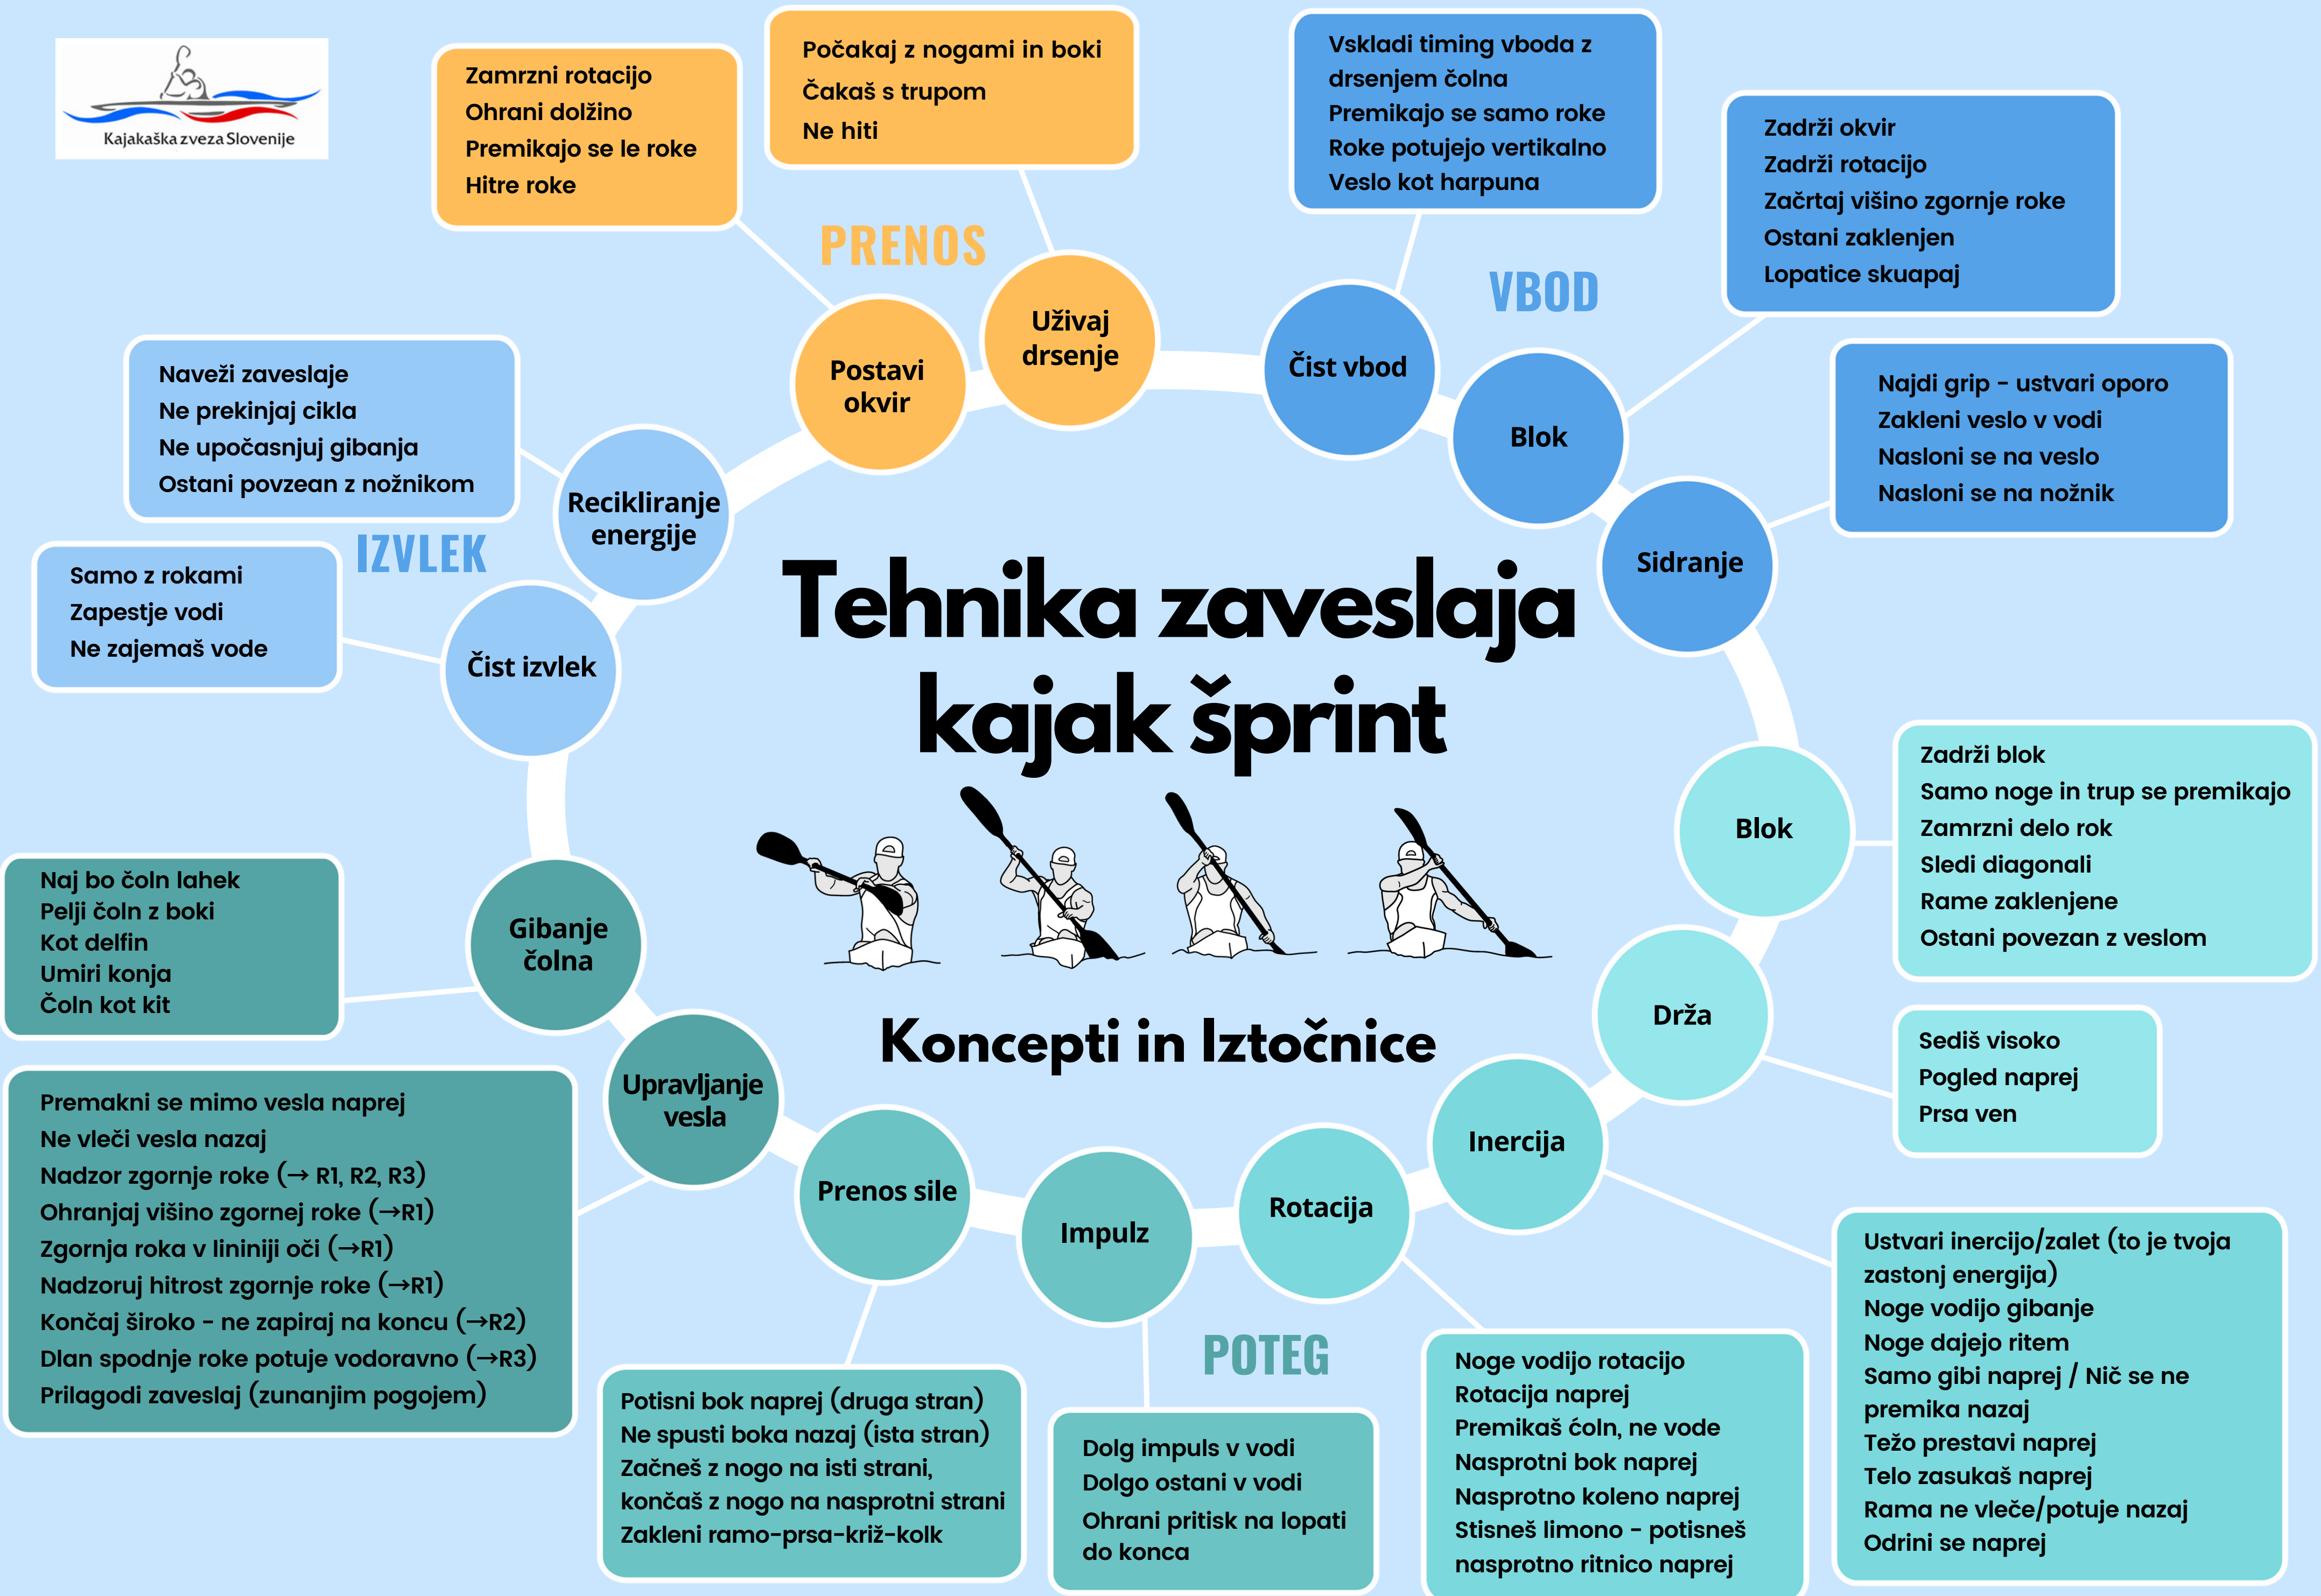 Kajakaška zveza Slovenije
Tehnika zaveslaja
kajak šprint
Koncepti in Iztočnice
PRENOS
Postavi
okvir
Zamrzni rotacijo
Ohrani dolžino
Premikajo se le roke
Hitre roke
Uživaj
drsenje
Počakaj z nogami in boki
Čakaš s trupom
Ne hiti
VBOD
Čist vbod
Vskladi timing vboda z
drsenjem čolna
Premikajo se samo roke
Roke potujejo vertikalno
Veslo kot harpuna
Blok
Zadrži okvir
Zadrži rotacijo
Začrtaj višino zgornje roke
Ostani zaklenjen
Lopatice skuapaj
Sidranje
Najdi grip - ustvari oporo
Zakleni veslo v vodi
Nasloni se na veslo
Nasloni se na nožnik
Blok
Zadrži blok
Samo noge in trup se premikajo
Zamrzni delo rok
Sledi diagonali
Rame zaklenjene
Ostani povezan z veslom
Drža
Sediš visoko
Pogled naprej
Prsa ven
Inercija
Ustvari inercijo/zalet (to je tvoja
zastonj energija)
Noge vodijo gibanje
Noge dajejo ritem
Samo gibi naprej / Nič se ne
premika nazaj
Težo prestavi naprej
Telo zasukaš naprej
Rama ne vleče/potuje nazaj
Odrini se naprej
Rotacija
Noge vodijo rotacijo
Rotacija naprej
Premikaš ćoln, ne vode
Nasprotni bok naprej
Nasprotno koleno naprej
Stisneš limono - potisneš
nasprotno ritnico naprej
POTEG
Impulz
Dolg impuls v vodi
Dolgo ostani v vodi
Ohrani pritisk na lopati
do konca
Prenos sile
Potisni bok naprej (druga stran)
Ne spusti boka nazaj (ista stran)
Začneš z nogo na isti strani,
končaš z nogo na nasprotni strani
Zakleni ramo-prsa-križ-kolk
Upravljanje
vesla
Premakni se mimo vesla naprej
Ne vleči vesla nazaj
Nadzor zgornje roke (→ R1, R2, R3)
Ohranjaj višino zgornej roke (→R1)
Zgornja roka v lininiji oči (→R1)
Nadzoruj hitrost zgornje roke (→R1)
Končaj široko - ne zapiraj na koncu (→R2)
Dlan spodnje roke potuje vodoravno (→R3)
Prilagodi zaveslaj (zunanjim pogojem)
Gibanje
čolna
Naj bo čoln lahek
Pelji čoln z boki
Kot delfin
Umiri konja
Čoln kot kit
IZVLEK
Čist izvlek
Samo z rokami
Zapestje vodi
Ne zajemaš vode
Recikliranje
energije
Naveži zaveslaje
Ne prekinjaj cikla
Ne upočasnjuj gibanja
Ostani povzean z nožnikom